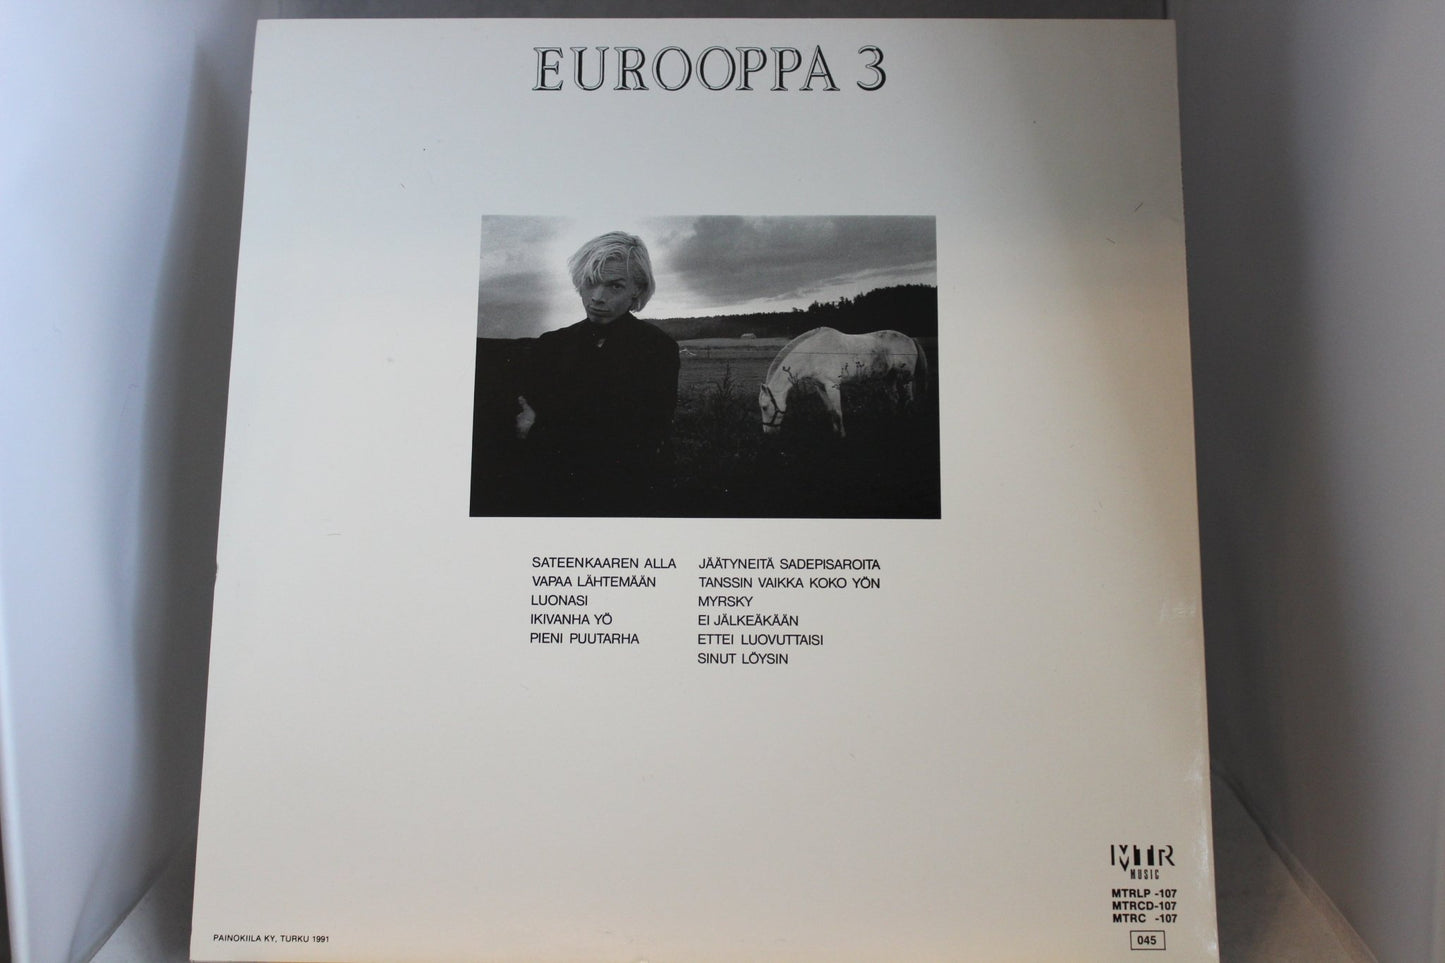 EUROOPPA 3
SATEENKAAREN ALLA
VAPAA LÄHTEMÄÄN
LUONASI
IKIVANHA YÖ
PIENI PUUTARHA
JÄÄTYNEITÄ SADEPISAROITA
TANSSIN VAIKKA KOKO YÖN
MYRSKY
EI JÄLKEÄKÄÄN
ETTEI LUOVUTTAISI
SINUT LÖYSIN
MTR
MUSIC
MTRLP -107
MTRCD-107
MTRC -107
045
PAINOKIILA KY, TURKU 1991